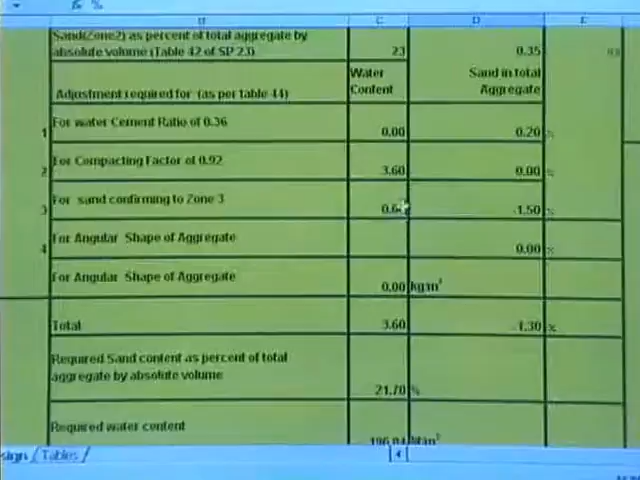 fx %
B C D E
Sand(Zone2) as percent of total aggregate by
absolute volume (Table 42 of SP 23) 23 0.35
Adjustment required for (as per table 44) Water Content Sand in total Aggregate
1 For water Cement Ratio of 0.36 0.00 0.20 %
2 For Compacting Factor of 0.92 3.60 0.00 %
3 For sand confirming to Zone 3 -1.50 %
4 For Angular Shape of Aggregate 0.00 %
For Angular Shape of Aggregate 0.00 kg/m³
Total 3.60 -1.30 %
Required Sand content as percent of total
aggregate by absolute volume
21.70 %
Required water content
sign / Tables /